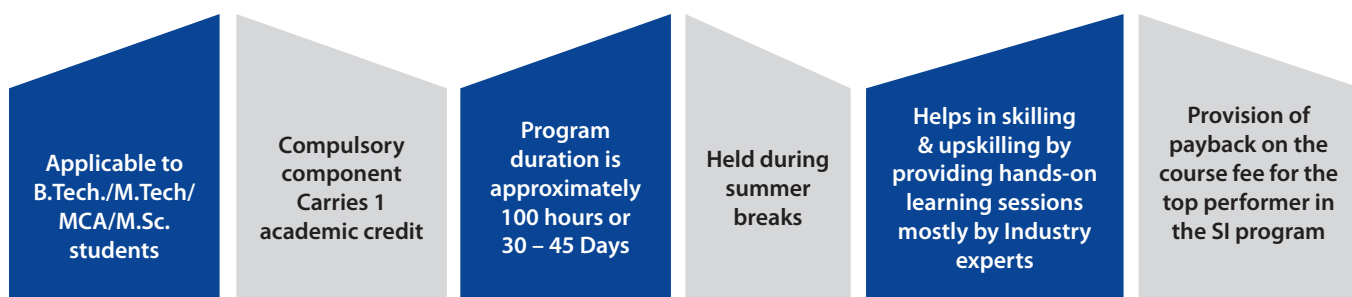 Applicable to
B.Tech./M.Tech/
MCA/M.Sc.
students
Compulsory
component
Carries 1
academic credit
Program
duration is
approximately
100 hours or
30 – 45 Days
Held during
summer
breaks
Helps in skilling
& upskilling by
providing hands-on
learning sessions
mostly by Industry
experts
Provision of
payback on the
course fee for the
top performer in
the SI program